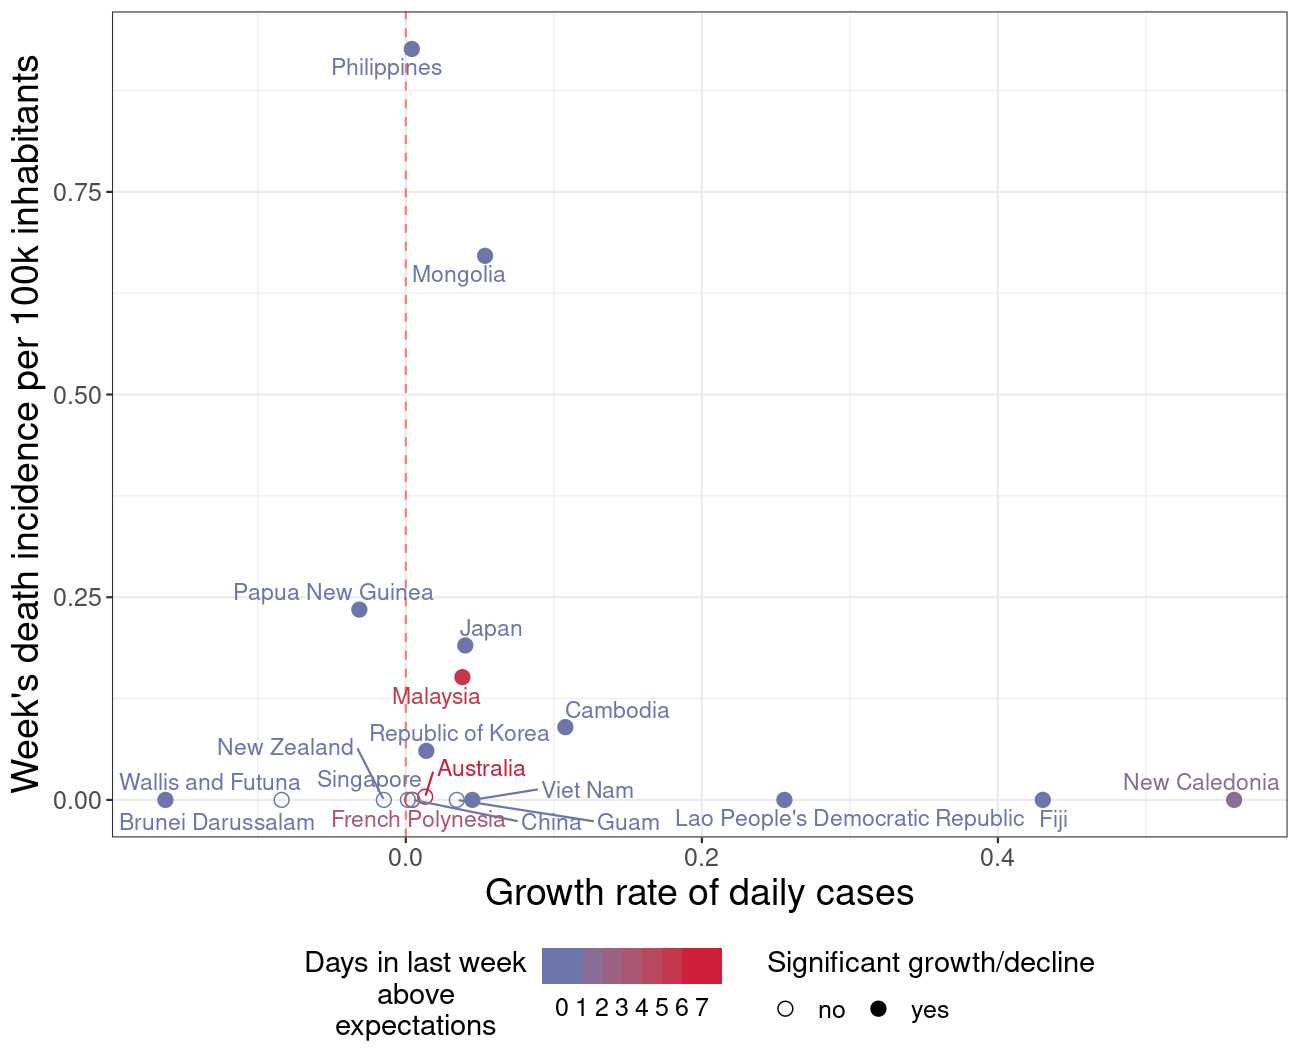 Week's death incidence per 100k inhabitants
Philippines
0.75
Mongolia
0.50
Papua New Guinea
0.25
Japan
Malaysia
Cambodia
Republic of Korea
New Zealand
Australia
Wallis and Futuna
Singapore
Viet Nam
New Caledonia
0.00
Brunei Darussalam
French Polynesia
China
Guam
Lao People's Democratic Republic
Fiji
0.0 0.2 0.4
Growth rate of daily cases
Days in last week
above
expectations
0 1 2 3 4 5 6 7
Significant growth/decline
no yes